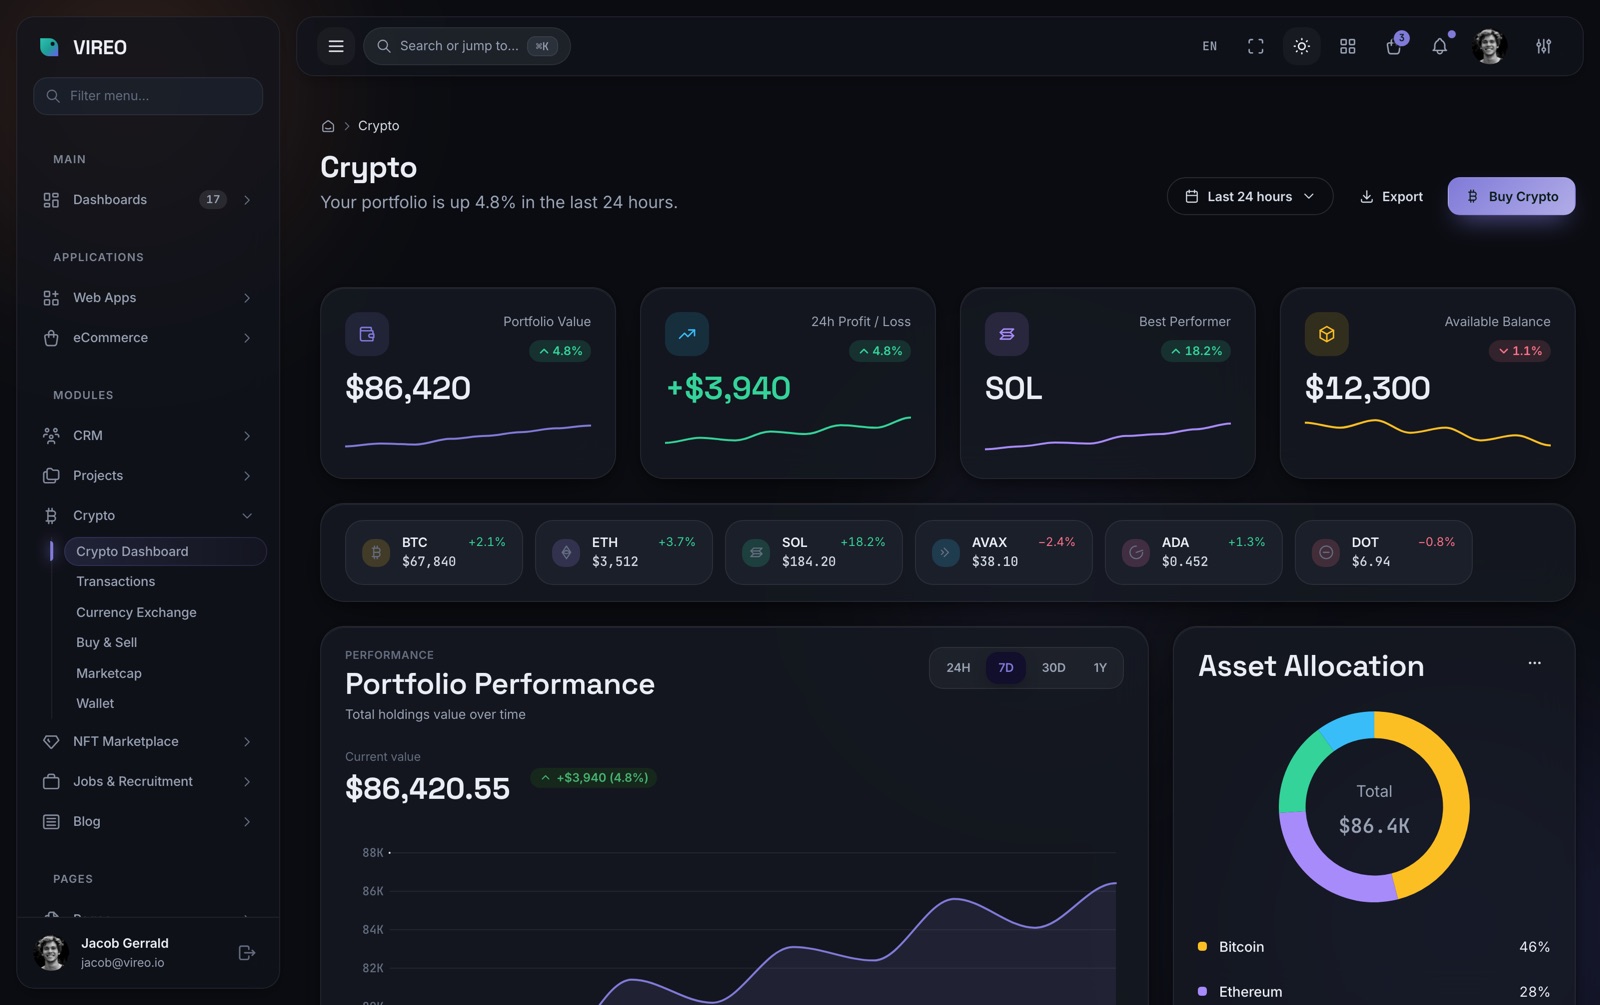 VIREO
Filter menu...
MAIN
Dashboards 17
APPLICATIONS
Web Apps
eCommerce
MODULES
CRM
Projects
Crypto
Crypto Dashboard
Transactions
Currency Exchange
Buy & Sell
Marketcap
Wallet
NFT Marketplace
Jobs & Recruitment
Blog
PAGES
Jacob Gerrald
jacob@vireo.io
Search or jump to... ⌘K
EN
3
Crypto
Crypto
Your portfolio is up 4.8% in the last 24 hours.
Last 24 hours
Export
Buy Crypto
Portfolio Value
4.8%
$86,420
24h Profit / Loss
4.8%
+$3,940
Best Performer
18.2%
SOL
Available Balance
1.1%
$12,300
BTC +2.1%
$67,840
ETH +3.7%
$3,512
SOL +18.2%
$184.20
AVAX −2.4%
$38.10
ADA +1.3%
$0.452
DOT −0.8%
$6.94
PERFORMANCE
Portfolio Performance
Total holdings value over time
24H 7D 30D 1Y
Current value
$86,420.55 +$3,940 (4.8%)
88K
86K
84K
82K
Asset Allocation
Total
$86.4K
Bitcoin 46%
Ethereum 28%